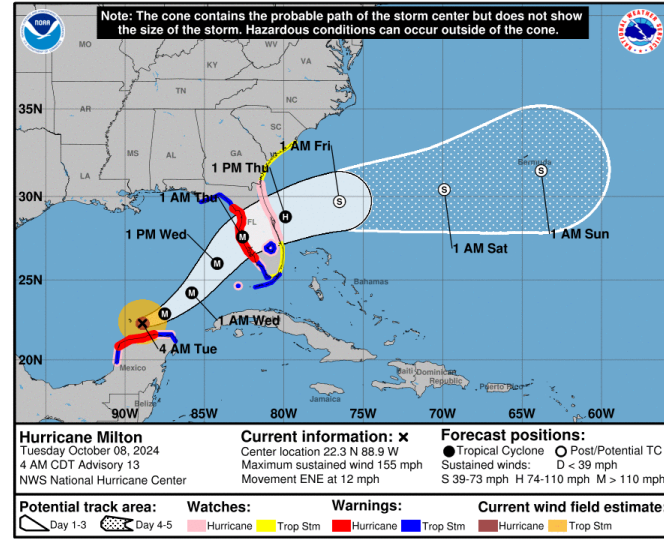 Note: The cone contains the probable path of the storm center but does not show
the size of the storm. Hazardous conditions can occur outside of the cone.
NOAA
MO
KY
WV
VA
35N
AR
TN
NC
SC
MS
AL
GA
1 AM Fri
1 PM Thu
LA
Bermuda
30N
1 AM Thu
FL
1 AM Sat
1 AM Sun
1 PM Wed
25N
Bahamas
1 AM Wed
4 AM Tue
20N
Mexico
Haiti
Dominican
Republic
Puerto Rico
Jamaica
Belize
90W
85W
80W
75W
70W
65W
60W
Hurricane Milton
Tuesday October 08, 2024
4 AM CDT Advisory 13
NWS National Hurricane Center
Current information: ×
Center location 22.3 N 88.9 W
Maximum sustained wind 155 mph
Movement ENE at 12 mph
Forecast positions:
Tropical Cyclone Post/Potential TC
Sustained winds: D < 39 mph
S 39-73 mph H 74-110 mph M > 110 mph
Potential track area:
Day 1-3 Day 4-5
Watches:
Hurricane Trop Stm
Warnings:
Hurricane Trop Stm
Current wind field estimate:
Hurricane Trop Stm